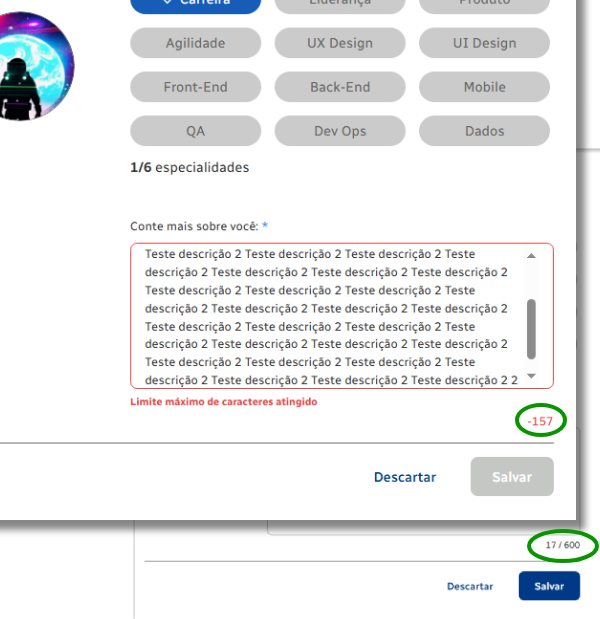 Carreira
Liderança
Produto
Agilidade
UX Design
UI Design
Front-End
Back-End
Mobile
QA
Dev Ops
Dados
1/6 especialidades
Conte mais sobre você: *
Teste descrição 2 Teste descrição 2 Teste descrição 2 Teste
descrição 2 Teste descrição 2 Teste descrição 2 Teste descrição 2
Teste descrição 2 Teste descrição 2 Teste descrição 2 Teste
descrição 2 Teste descrição 2 Teste descrição 2 Teste descrição 2
Teste descrição 2 Teste descrição 2 Teste descrição 2 Teste
descrição 2 Teste descrição 2 Teste descrição 2 Teste descrição 2
Teste descrição 2 Teste descrição 2 Teste descrição 2 Teste
descrição 2 Teste descrição 2 Teste descrição 2 Teste descrição 2 2
Limite máximo de caracteres atingido
-157
Descartar
Salvar
17 / 600
Descartar
Salvar